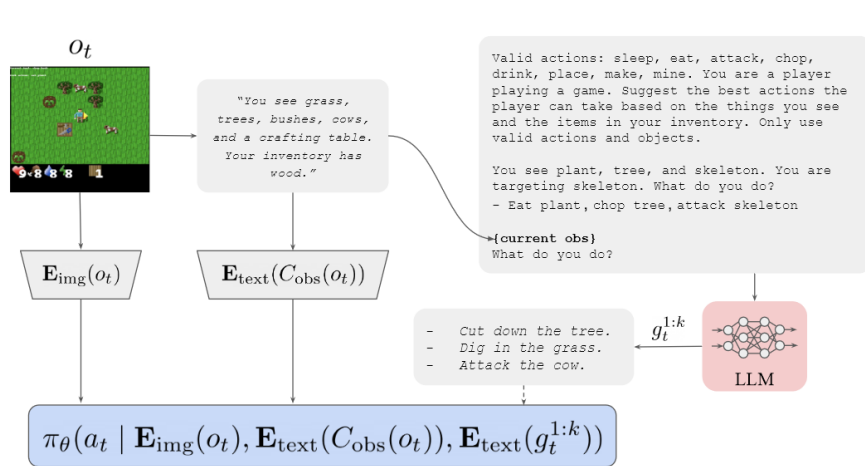 o_t
9 8 8 8 1
"You see grass,
trees, bushes, cows,
and a crafting table.
Your inventory has
wood."
Valid actions: sleep, eat, attack, chop,
drink, place, make, mine. You are a player
playing a game. Suggest the best actions the
player can take based on the things you see
and the items in your inventory. Only use
valid actions and objects.
You see plant, tree, and skeleton. You are
targeting skeleton. What do you do?
- Eat plant, chop tree, attack skeleton
{current obs}
What do you do?
E_img(o_t)
E_text(C_obs(o_t))
- Cut down the tree.
- Dig in the grass.
- Attack the cow.
g_t^{1:k}
LLM
π_θ(a_t | E_img(o_t), E_text(C_obs(o_t)), E_text(g_t^{1:k}))